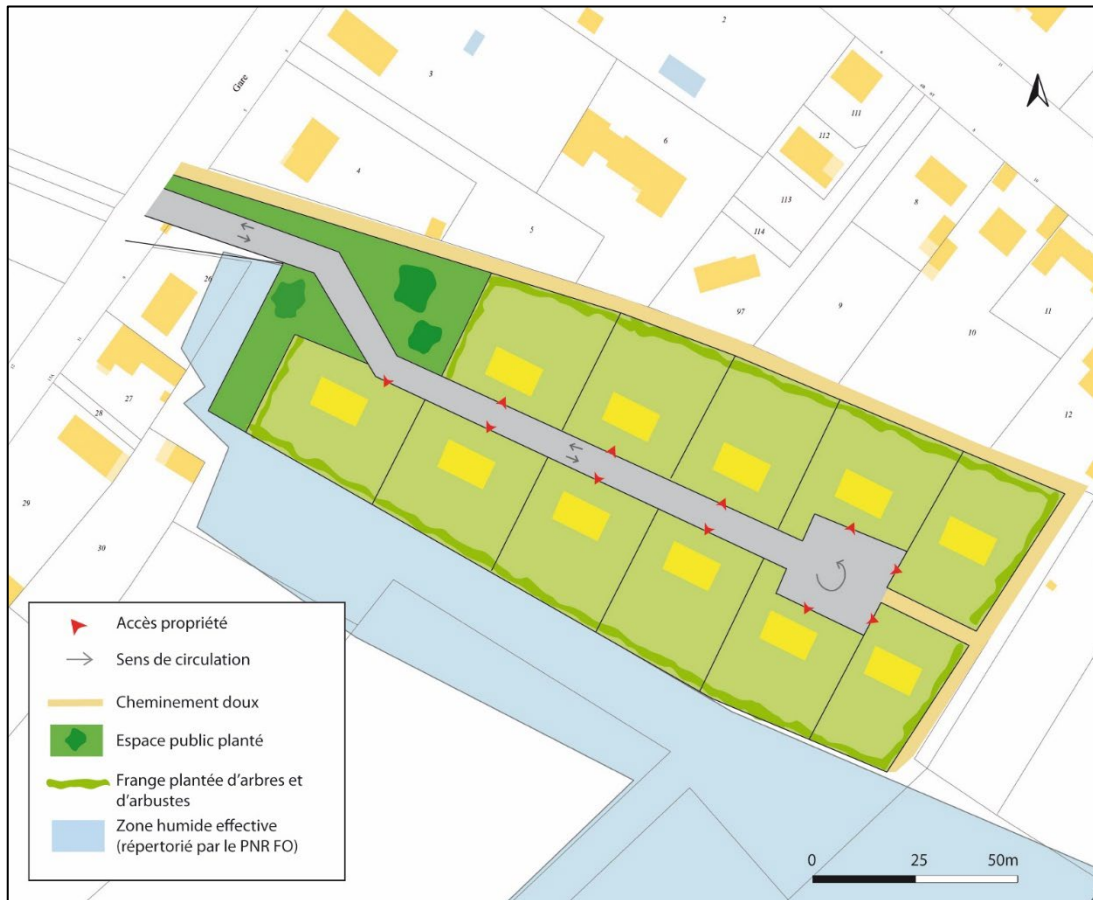 Gare
2
3
4
5
6
111
112
113
114
8
97
9
10
11
12
26
27
28
29
30
Accès propriété
Sens de circulation
Cheminement doux
Espace public planté
Frange plantée d'arbres et
d'arbustes
Zone humide effective
(répertorié par le PNR FO)
0 25 50m